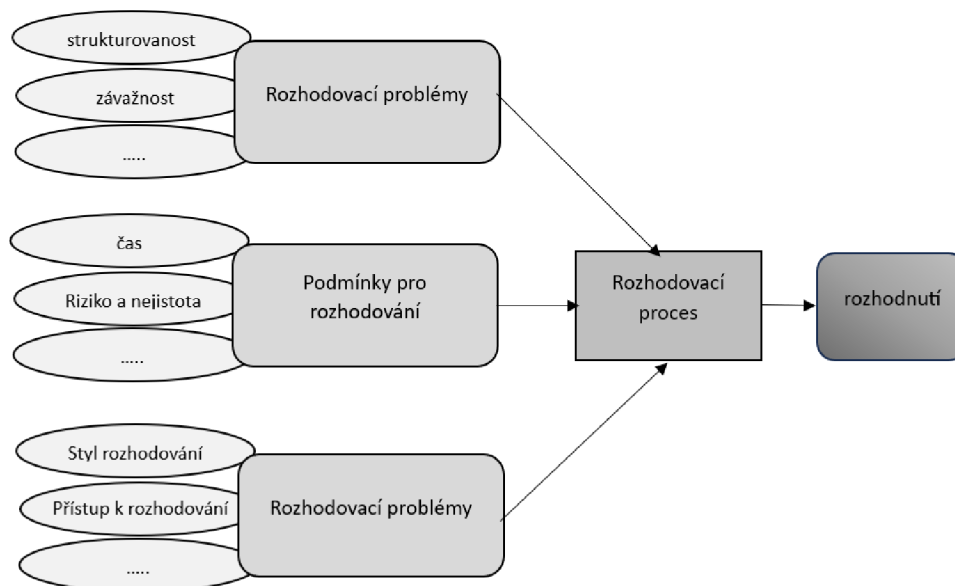 strukturovanost
závažnost
.....
Rozhodovací problémy
čas
Riziko a nejistota
.....
Podmínky pro
rozhodování
Styl rozhodování
Přístup k rozhodování
.....
Rozhodovací problémy
Rozhodovací
proces
rozhodnutí